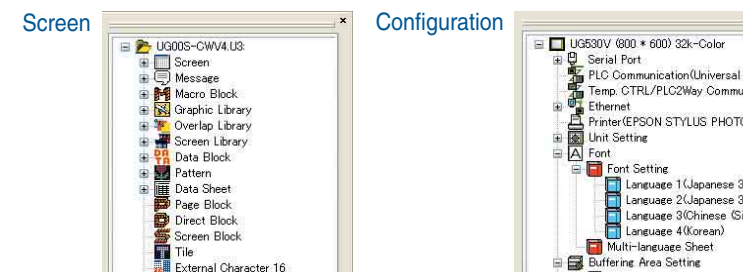 Screen
UG00S-CWV4.U3:
Screen
Message
Macro Block
Graphic Library
Overlap Library
Screen Library
Data Block
Pattern
Data Sheet
Page Block
Direct Block
Screen Block
Tile
External Character 16
Configuration
UG530V (800 * 600) 32k-Color
Serial Port
PLC Communication(Universal
Temp. CTRL/PLC2Way Commu
Ethernet
Printer(EPSON STYLUS PHOTO
Unit Setting
Font
Font Setting
Language 1(Japanese 3
Language 2(Japanese 3
Language 3(Chinese (Si
Language 4(Korean)
Multi-language Sheet
Buffering Area Setting